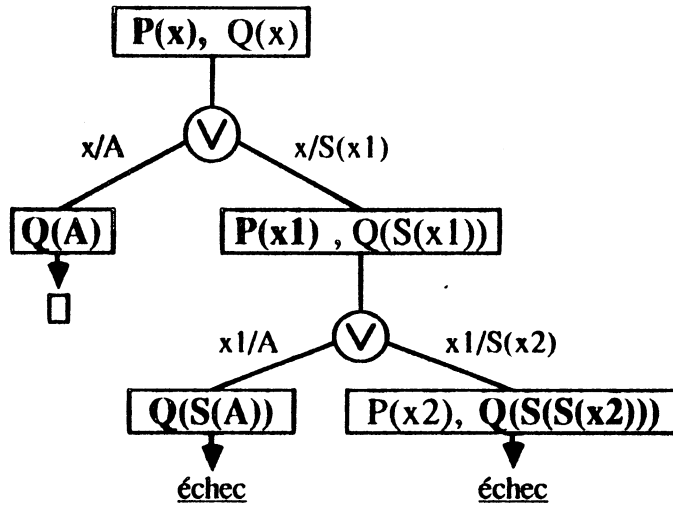 P(x), Q(x)
V
x/A
x/S(x1)
Q(A)
P(x1) , Q(S(x1))
V
x1/A
x1/S(x2)
Q(S(A))
P(x2), Q(S(S(x2)))
échec
échec